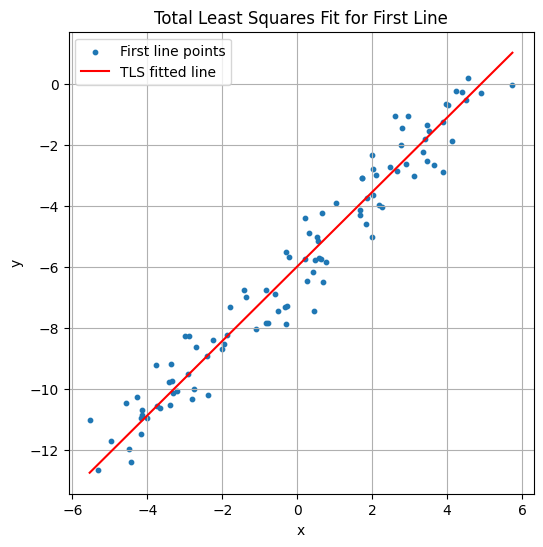 Total Least Squares Fit for First Line
First line points
TLS fitted line
0
−2
−4
−6
−8
−10
−12
y
−6 −4 −2 0 2 4 6
x